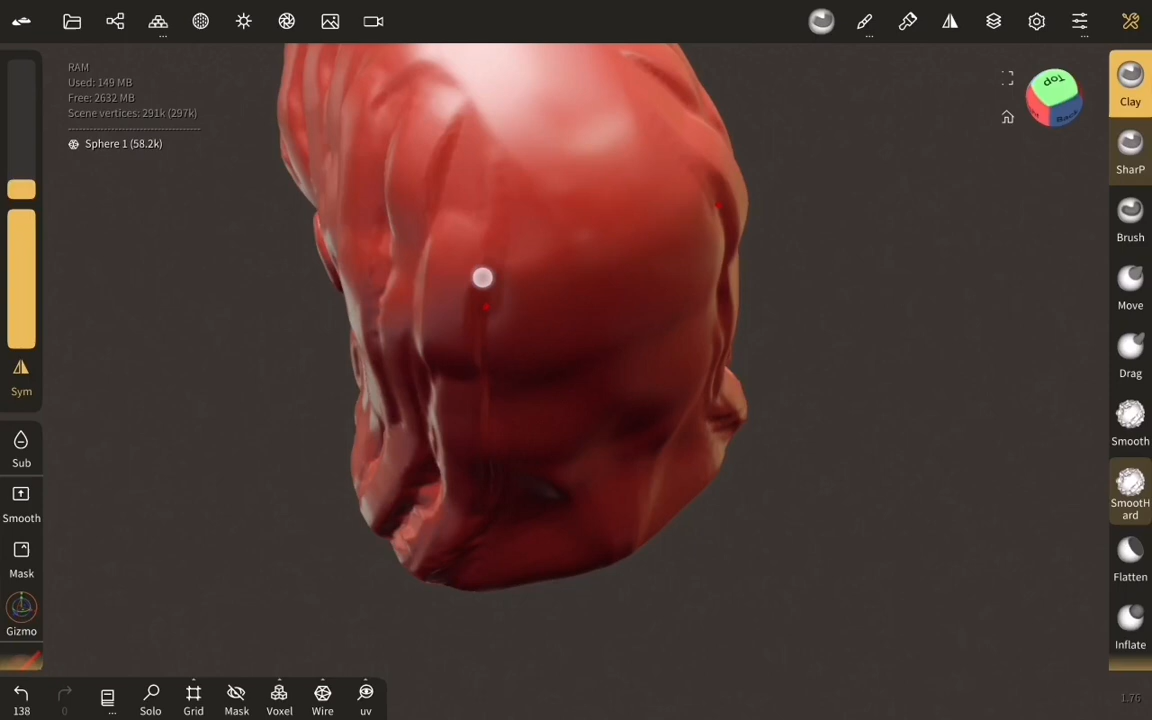 RAM
Used: 149 MB
Free: 2632 MB
Scene vertices: 291k (297k)
Sphere 1 (58.2k)
Top
Back
Clay
SharP
Brush
Move
Drag
Smooth
SmootH
ard
Flatten
Inflate
Sym
Sub
Smooth
Mask
Gizmo
138
0
...
Solo
Grid
Mask
Voxel
Wire
uv
1.76